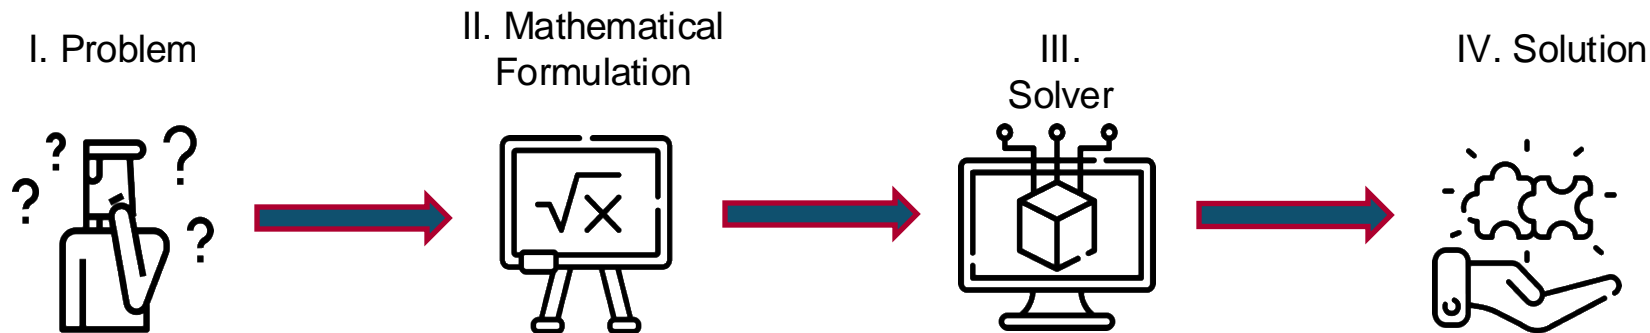 I. Problem
II. Mathematical
Formulation
III.
Solver
IV. Solution
? ? ? ?
√x